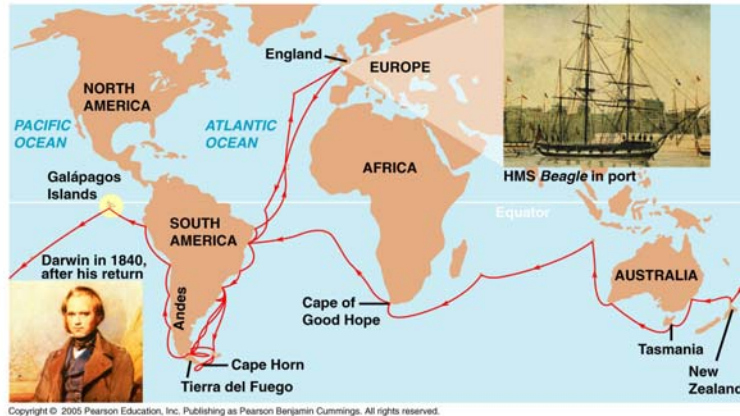 England
EUROPE
NORTH
AMERICA
PACIFIC
OCEAN
ATLANTIC
OCEAN
AFRICA
HMS Beagle in port
Galápagos
Islands
Equator
SOUTH
AMERICA
Darwin in 1840,
after his return
Andes
AUSTRALIA
Cape of
Good Hope
Cape Horn
Tierra del Fuego
Tasmania
New
Zealand
Copyright © 2005 Pearson Education, Inc. Publishing as Pearson Benjamin Cummings. All rights reserved.